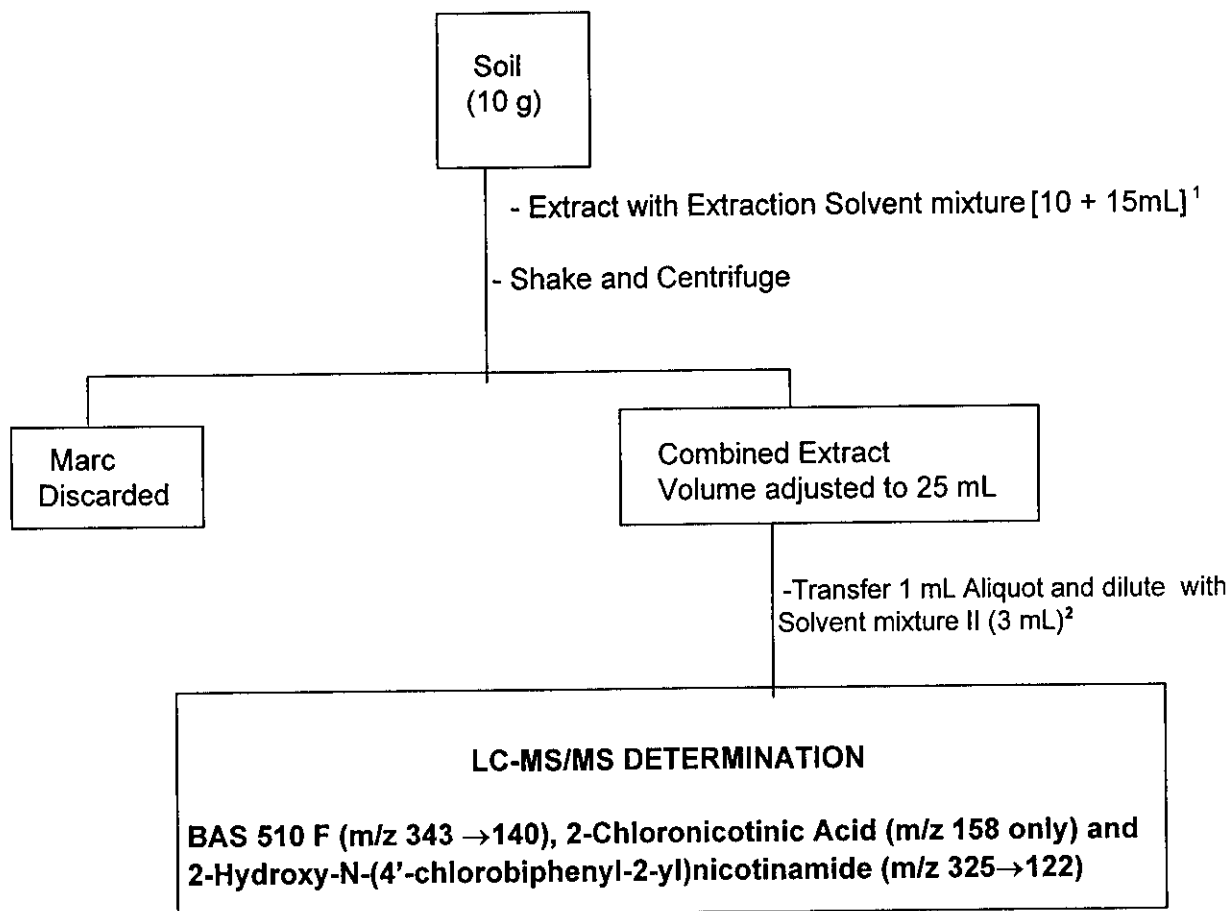 Soil
(10 g)
- Extract with Extraction Solvent mixture [10 + 15mL] ¹
- Shake and Centrifuge
Marc
Discarded
Combined Extract
Volume adjusted to 25 mL
-Transfer 1 mL Aliquot and dilute with
Solvent mixture II (3 mL)²
LC-MS/MS DETERMINATION
BAS 510 F (m/z 343 →140), 2-Chloronicotinic Acid (m/z 158 only) and
2-Hydroxy-N-(4'-chlorobiphenyl-2-yl)nicotinamide (m/z 325→122)